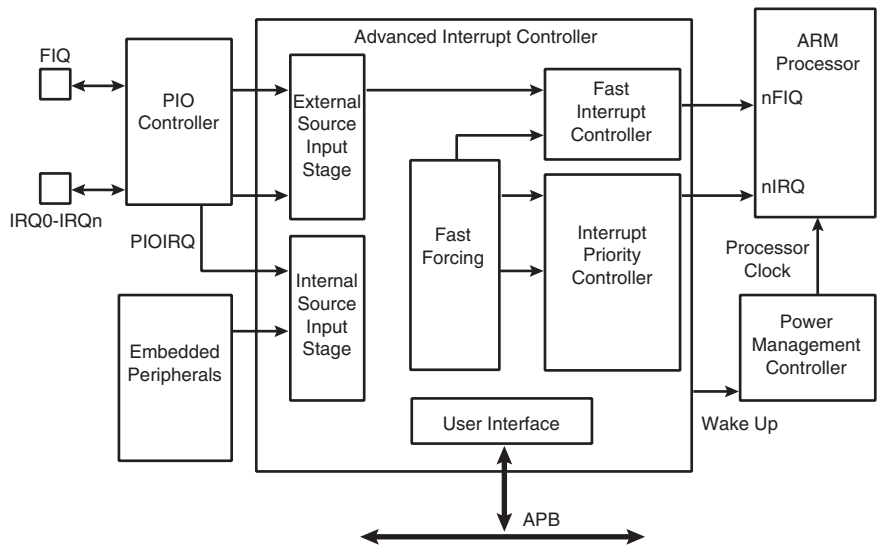 Advanced Interrupt Controller
FIQ
PIO
Controller
IRQ0-IRQn
PIOIRQ
External
Source
Input
Stage
Internal
Source
Input
Stage
Embedded
Peripherals
Fast
Forcing
Fast
Interrupt
Controller
Interrupt
Priority
Controller
ARM
Processor
nFIQ
nIRQ
Processor
Clock
Power
Management
Controller
Wake Up
User Interface
APB